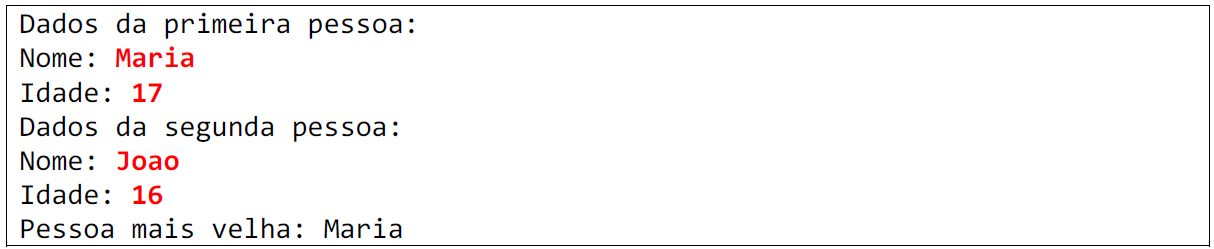 Dados da primeira pessoa:
Nome: Maria
Idade: 17
Dados da segunda pessoa:
Nome: Joao
Idade: 16
Pessoa mais velha: Maria